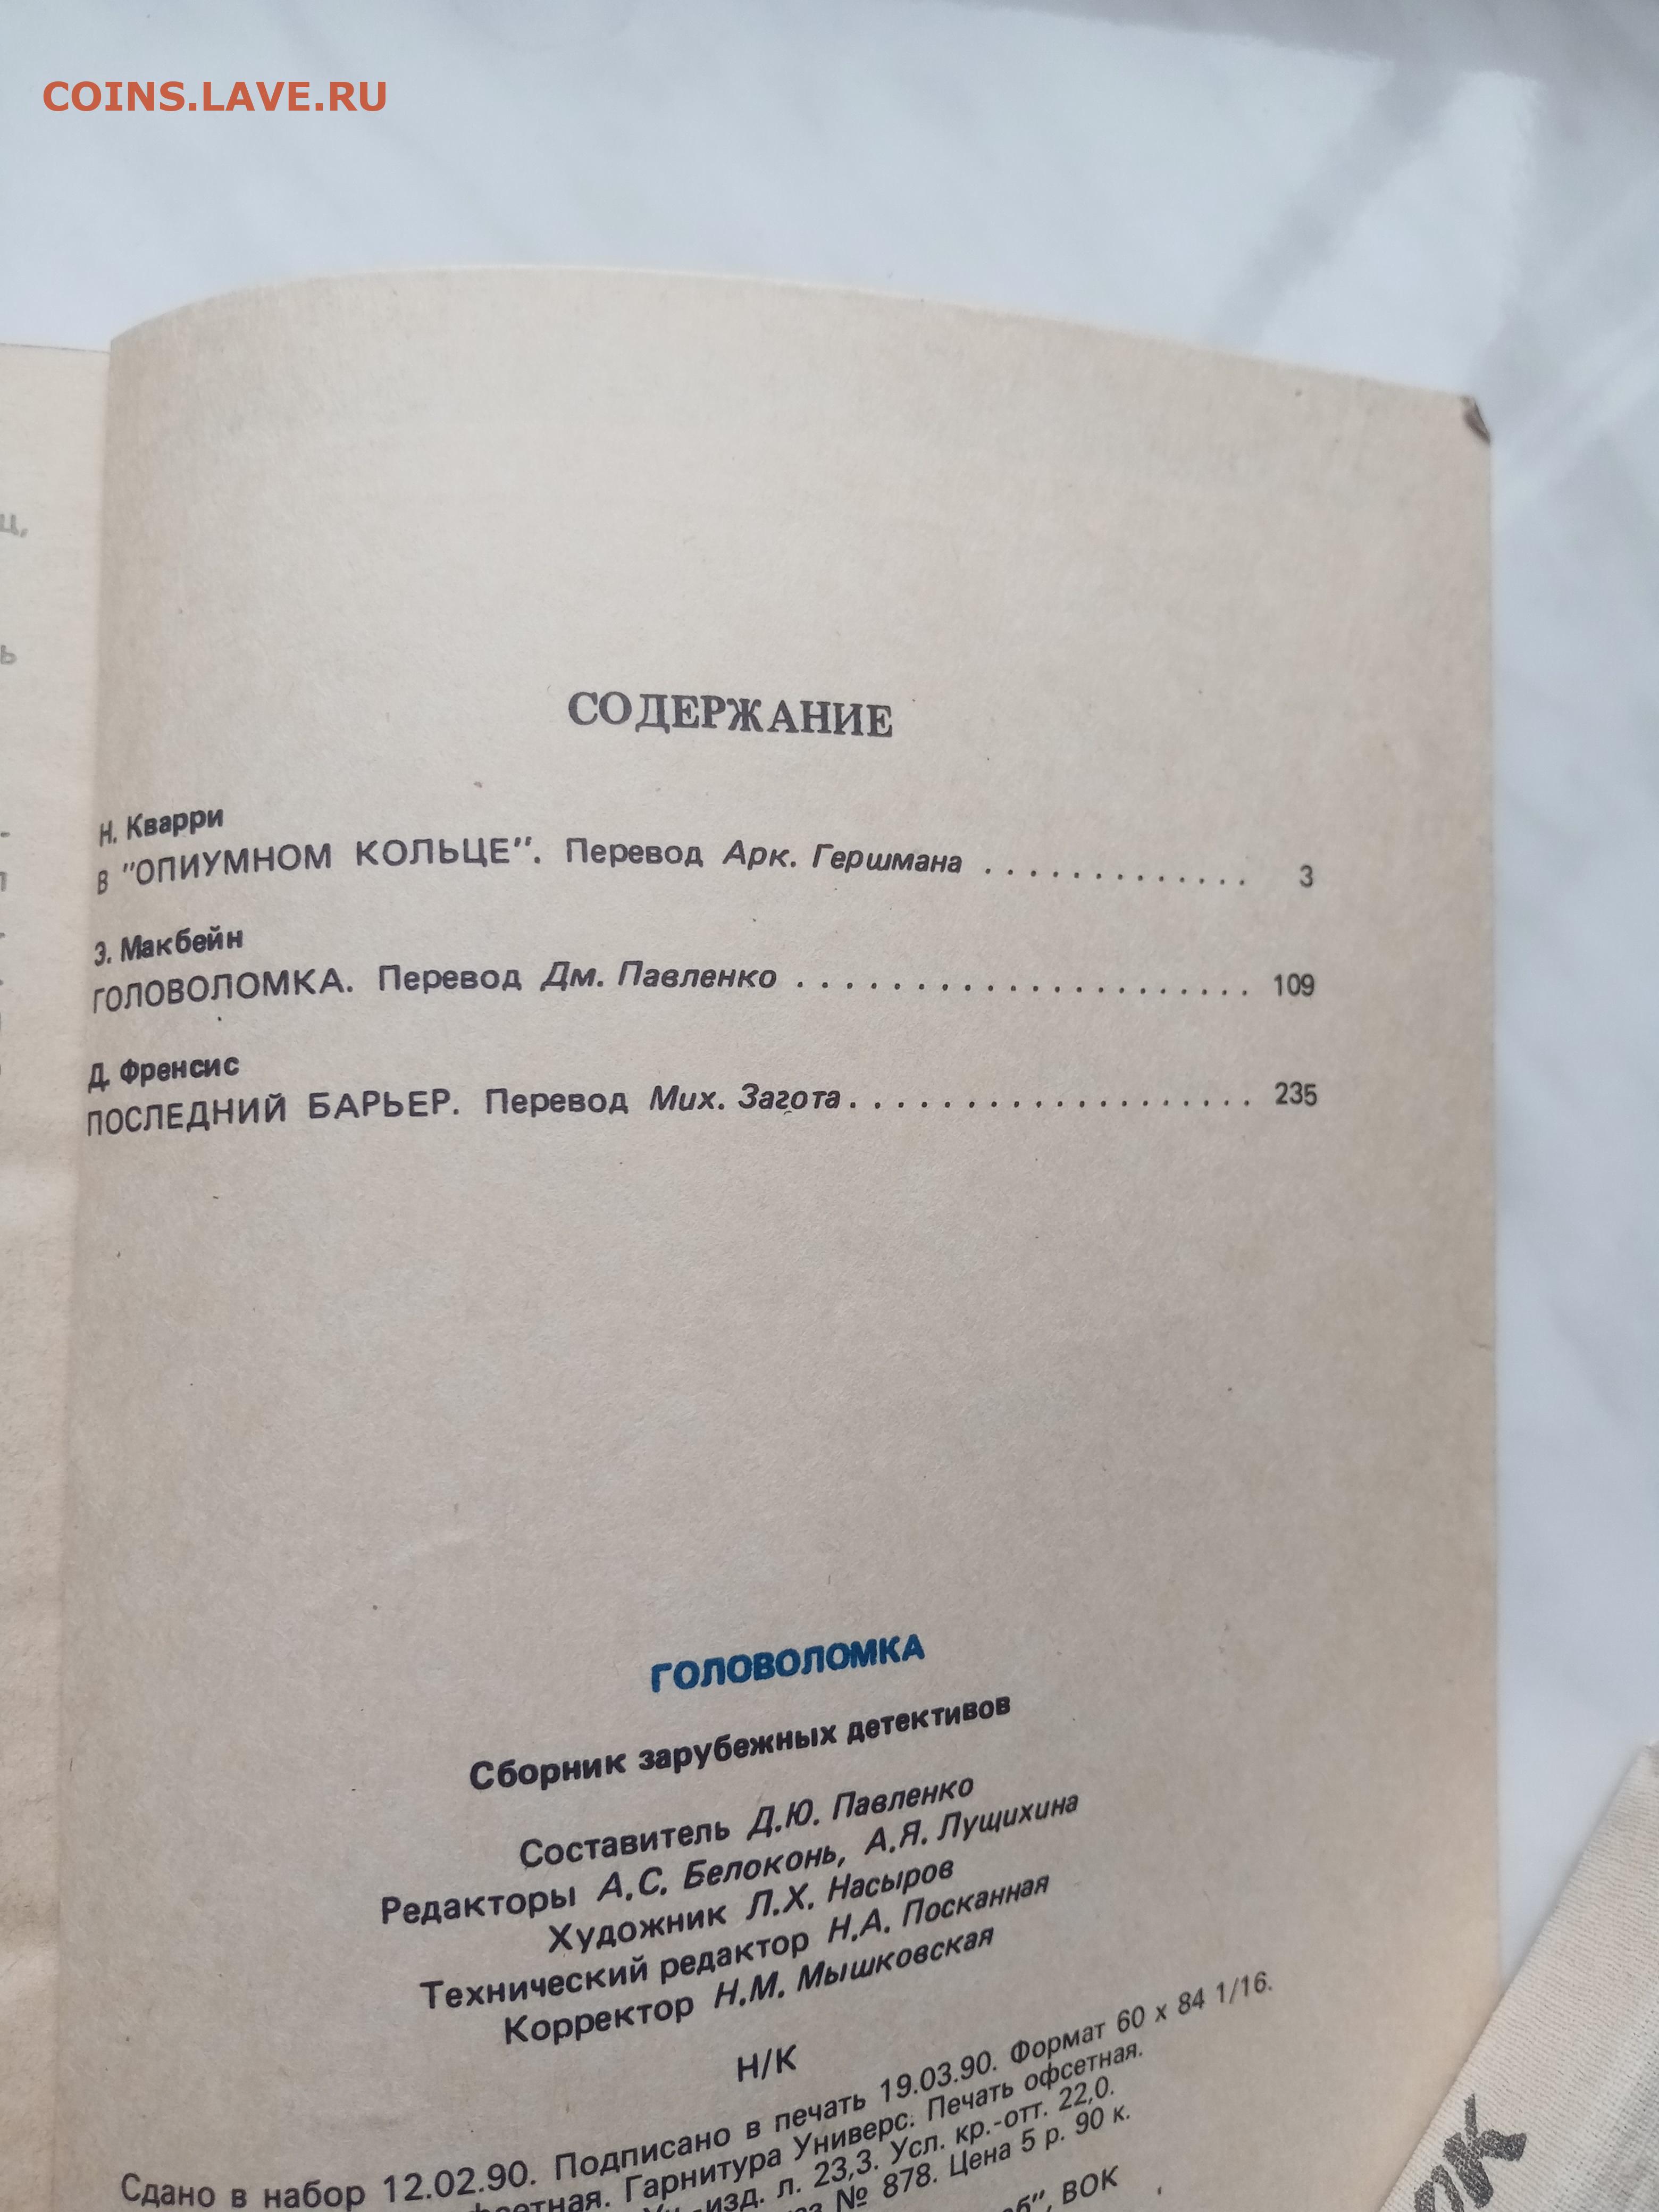 COINS.LAVE.RU
СОДЕРЖАНИЕ
Н. Кварри
В "ОПИУМНОМ КОЛЬЦЕ". Перевод Арк. Гершмана . . . . . . . . . . . . . 3
Э. Макбейн
ГОЛОВОЛОМКА. Перевод Дм. Павленко . . . . . . . . . . . . . . . . . . . . . . 109
Д. Френсис
ПОСЛЕДНИЙ БАРЬЕР. Перевод Мих. Загота . . . . . . . . . . . . . . . . . . . . 235
ГОЛОВОЛОМКА
Сборник зарубежных детективов
Составитель Д.Ю. Павленко
Редакторы А.С. Белоконь, А.Я. Лущихина
Художник Л.Х. Насыров
Технический редактор Н.А. Посканная
Корректор Н.М. Мышковская
Н/К
Сдано в набор 12.02.90. Подписано в печать 19.03.90. Формат 60 х 84 1/16.
Гарнитура Универс. Печать офсетная.
л. 23,3. Усл. кр.-отт. 22,0.
№ 878. Цена 5 р. 90 к.
ВОК